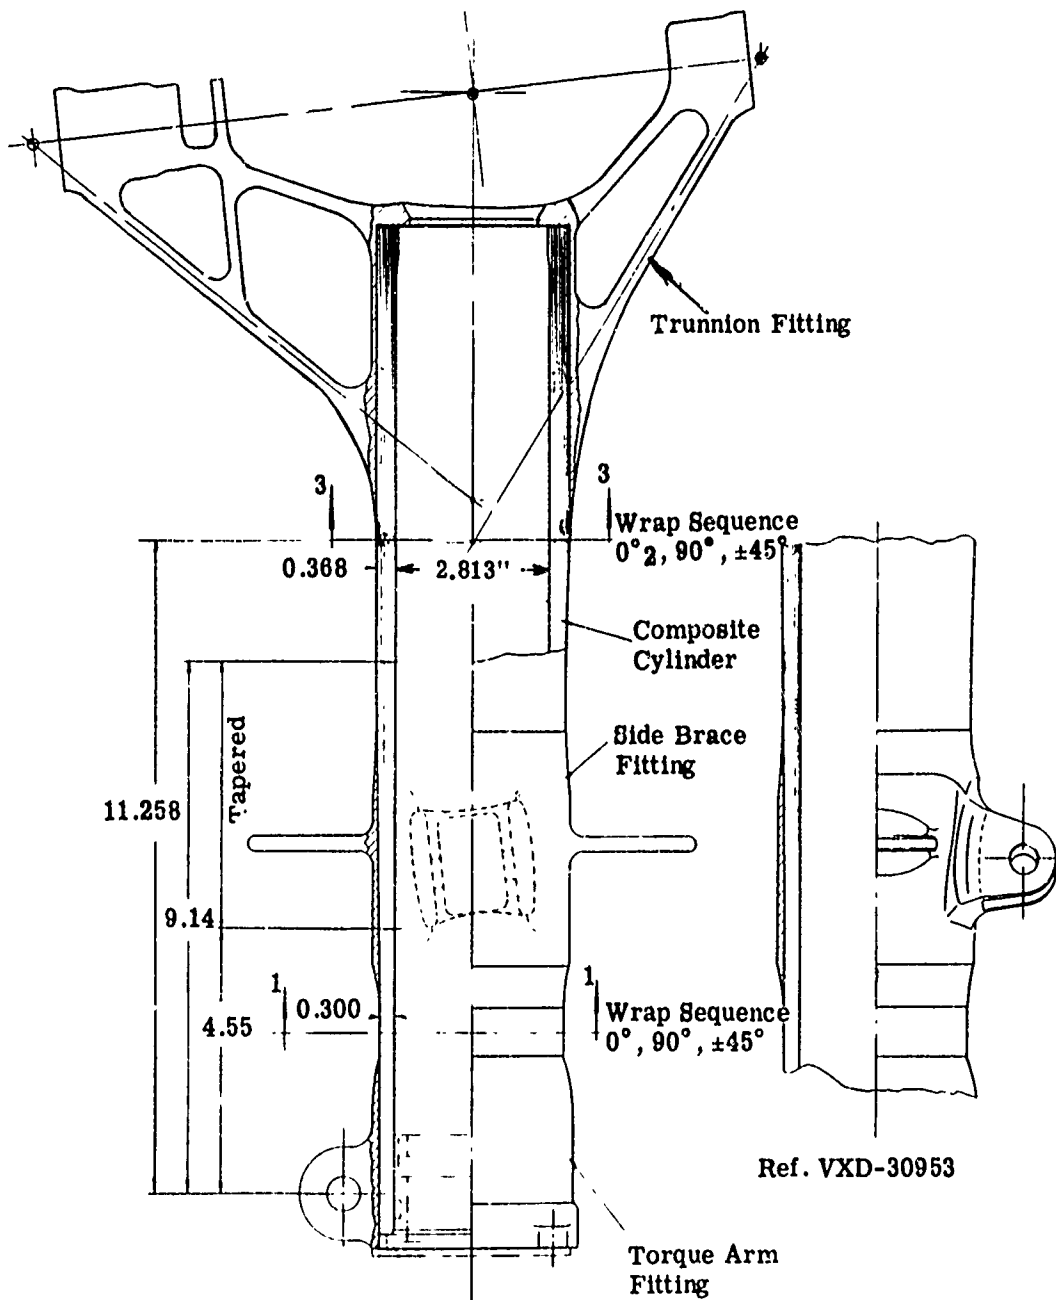 Trunnion Fitting
3
3
Wrap Sequence
0°2, 90°, ±45°
0.368
2.813"
Composite
Cylinder
Tapered
Side Brace
Fitting
11.258
9.14
1
1
0.300
4.55
Wrap Sequence
0°, 90°, ±45°
Ref. VXD-30953
Torque Arm
Fitting